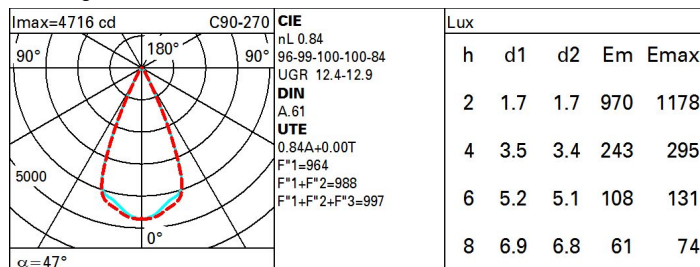 Imax=4716 cd C90-270
180°
90° 90°
5000
0°
α=47°
CIE
nL 0.84
96-99-100-100-84
UGR 12.4-12.9
DIN
A.61
UTE
0.84A+0.00T
F"1=964
F"1+F"2=988
F"1+F"2+F"3=997
Lux
h d1 d2 Em Emax
2 1.7 1.7 970 1178
4 3.5 3.4 243 295
6 5.2 5.1 108 131
8 6.9 6.8 61 74